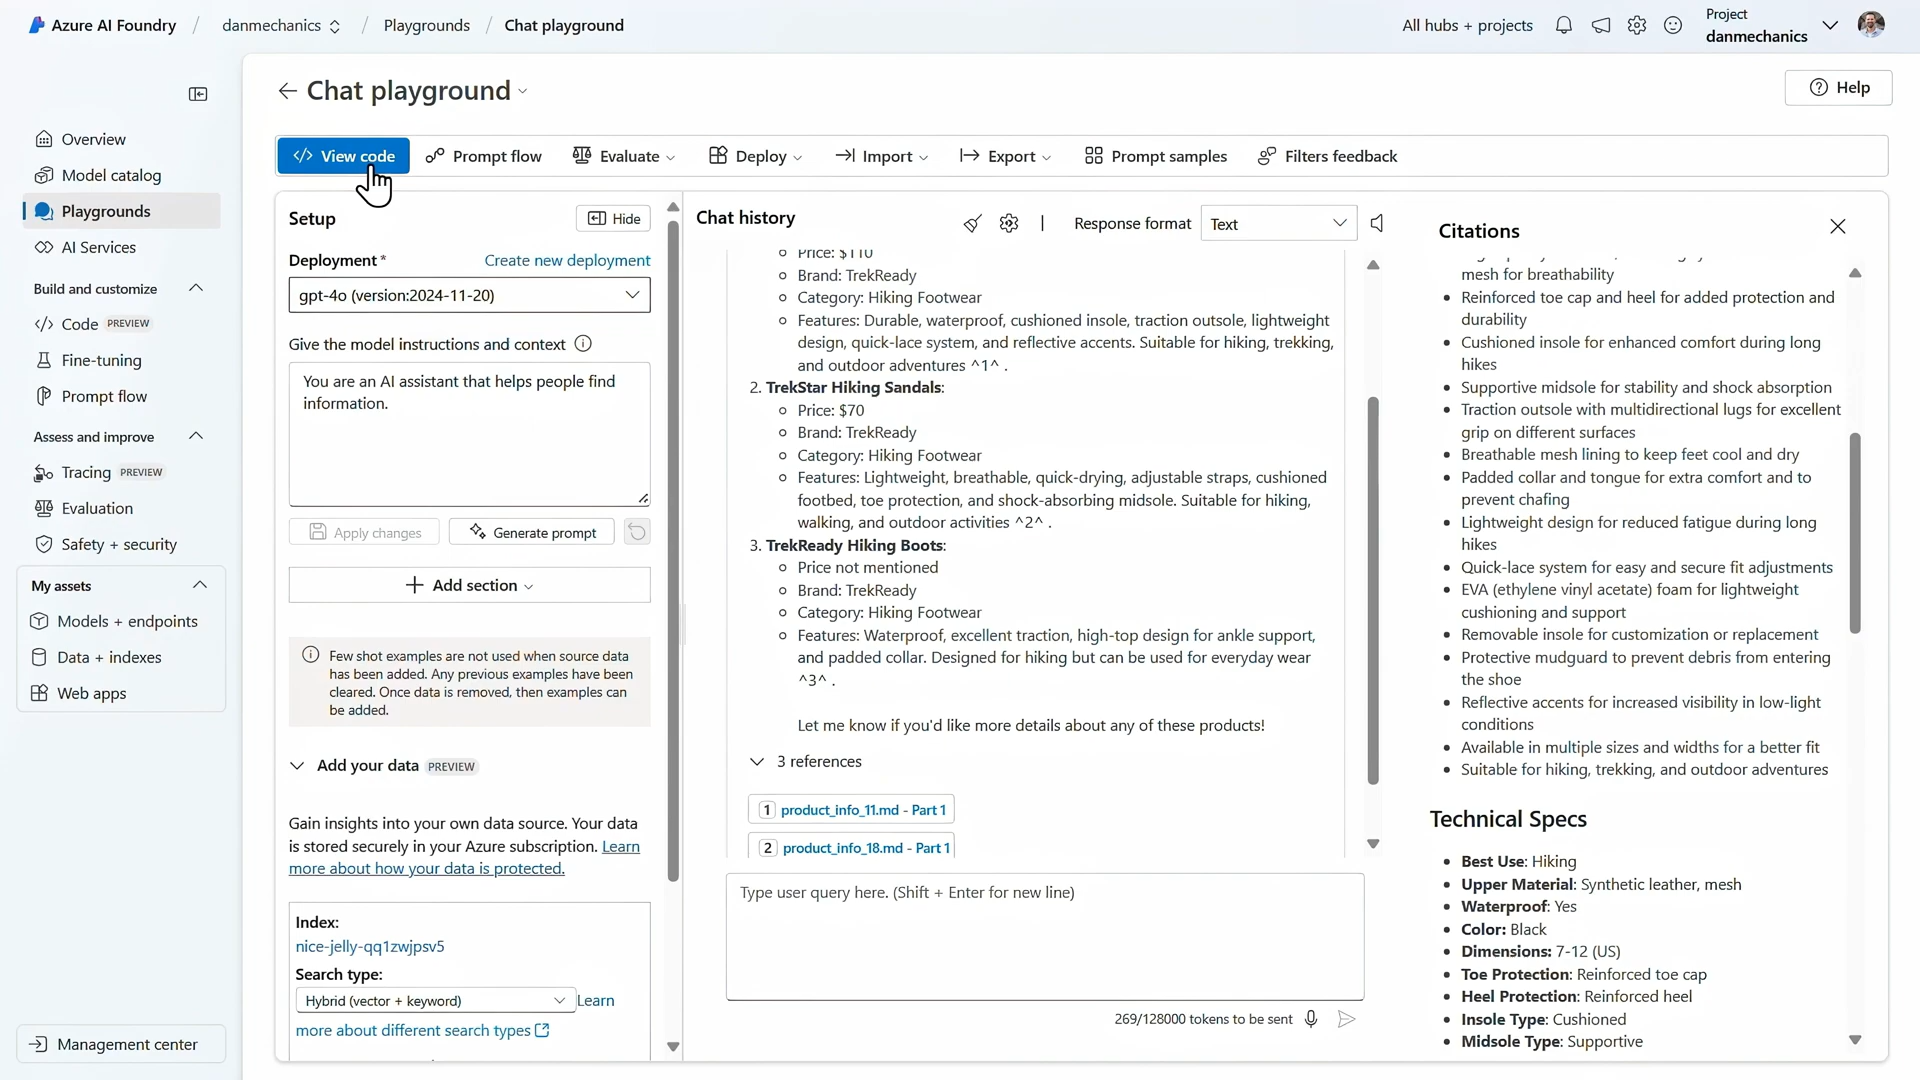 Azure AI Foundry / danmechanics / Playgrounds / Chat playground
All hubs + projects
Project
danmechanics
Chat playground
Help
View code
Prompt flow
Evaluate
Deploy
Import
Export
Prompt samples
Filters feedback
Overview
Model catalog
Playgrounds
AI Services
Build and customize
Code PREVIEW
Fine-tuning
Prompt flow
Assess and improve
Tracing PREVIEW
Evaluation
Safety + security
My assets
Models + endpoints
Data + indexes
Web apps
Management center
Setup
Hide
Deployment *
Create new deployment
gpt-4o (version:2024-11-20)
Give the model instructions and context
You are an AI assistant that helps people find
information.
Apply changes
Generate prompt
Add section
Few shot examples are not used when source data
has been added. Any previous examples have been
cleared. Once data is removed, then examples can
be added.
Add your data PREVIEW
Gain insights into your own data source. Your data
is stored securely in your Azure subscription. Learn
more about how your data is protected.
Index:
nice-jelly-qq1zwjpsv5
Search type:
Hybrid (vector + keyword)
Learn
more about different search types
Chat history
Response format
Text
Price: $110
Brand: TrekReady
Category: Hiking Footwear
Features: Durable, waterproof, cushioned insole, traction outsole, lightweight
design, quick-lace system, and reflective accents. Suitable for hiking, trekking,
and outdoor adventures ^1^ .
2. TrekStar Hiking Sandals:
Price: $70
Brand: TrekReady
Category: Hiking Footwear
Features: Lightweight, breathable, quick-drying, adjustable straps, cushioned
footbed, toe protection, and shock-absorbing midsole. Suitable for hiking,
walking, and outdoor activities ^2^ .
3. TrekReady Hiking Boots:
Price not mentioned
Brand: TrekReady
Category: Hiking Footwear
Features: Waterproof, excellent traction, high-top design for ankle support,
and padded collar. Designed for hiking but can be used for everyday wear
^3^ .
Let me know if you'd like more details about any of these products!
3 references
1 product_info_11.md - Part 1
2 product_info_18.md - Part 1
Type user query here. (Shift + Enter for new line)
269/128000 tokens to be sent
Citations
mesh for breathability
Reinforced toe cap and heel for added protection and
durability
Cushioned insole for enhanced comfort during long
hikes
Supportive midsole for stability and shock absorption
Traction outsole with multidirectional lugs for excellent
grip on different surfaces
Breathable mesh lining to keep feet cool and dry
Padded collar and tongue for extra comfort and to
prevent chafing
Lightweight design for reduced fatigue during long
hikes
Quick-lace system for easy and secure fit adjustments
EVA (ethylene vinyl acetate) foam for lightweight
cushioning and support
Removable insole for customization or replacement
Protective mudguard to prevent debris from entering
the shoe
Reflective accents for increased visibility in low-light
conditions
Available in multiple sizes and widths for a better fit
Suitable for hiking, trekking, and outdoor adventures
Technical Specs
Best Use: Hiking
Upper Material: Synthetic leather, mesh
Waterproof: Yes
Color: Black
Dimensions: 7-12 (US)
Toe Protection: Reinforced toe cap
Heel Protection: Reinforced heel
Insole Type: Cushioned
Midsole Type: Supportive